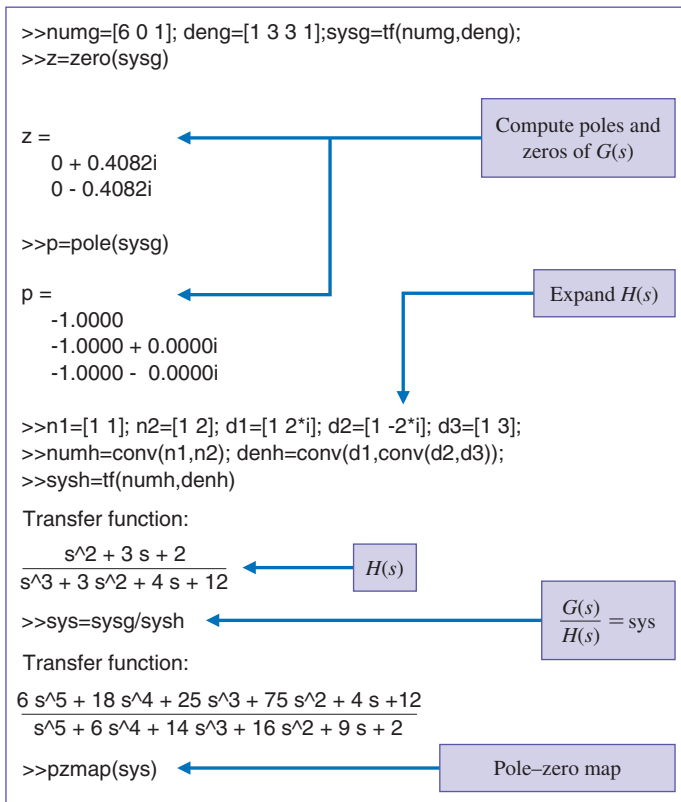 >>numg=[6 0 1]; deng=[1 3 3 1];sysg=tf(numg,deng);
>>z=zero(sysg)
Compute poles and
zeros of G(s)
z =
0 + 0.4082i
0 - 0.4082i
>>p=pole(sysg)
p =
-1.0000
-1.0000 + 0.0000i
-1.0000 - 0.0000i
Expand H(s)
>>n1=[1 1]; n2=[1 2]; d1=[1 2*i]; d2=[1 -2*i]; d3=[1 3];
>>numh=conv(n1,n2); denh=conv(d1,conv(d2,d3));
>>sysh=tf(numh,denh)
Transfer function:
s^2 + 3 s + 2
s^3 + 3 s^2 + 4 s + 12
H(s)
>>sys=sysg/sysh
G(s)
H(s) = sys
Transfer function:
6 s^5 + 18 s^4 + 25 s^3 + 75 s^2 + 4 s +12
s^5 + 6 s^4 + 14 s^3 + 16 s^2 + 9 s + 2
>>pzmap(sys)
Pole–zero map